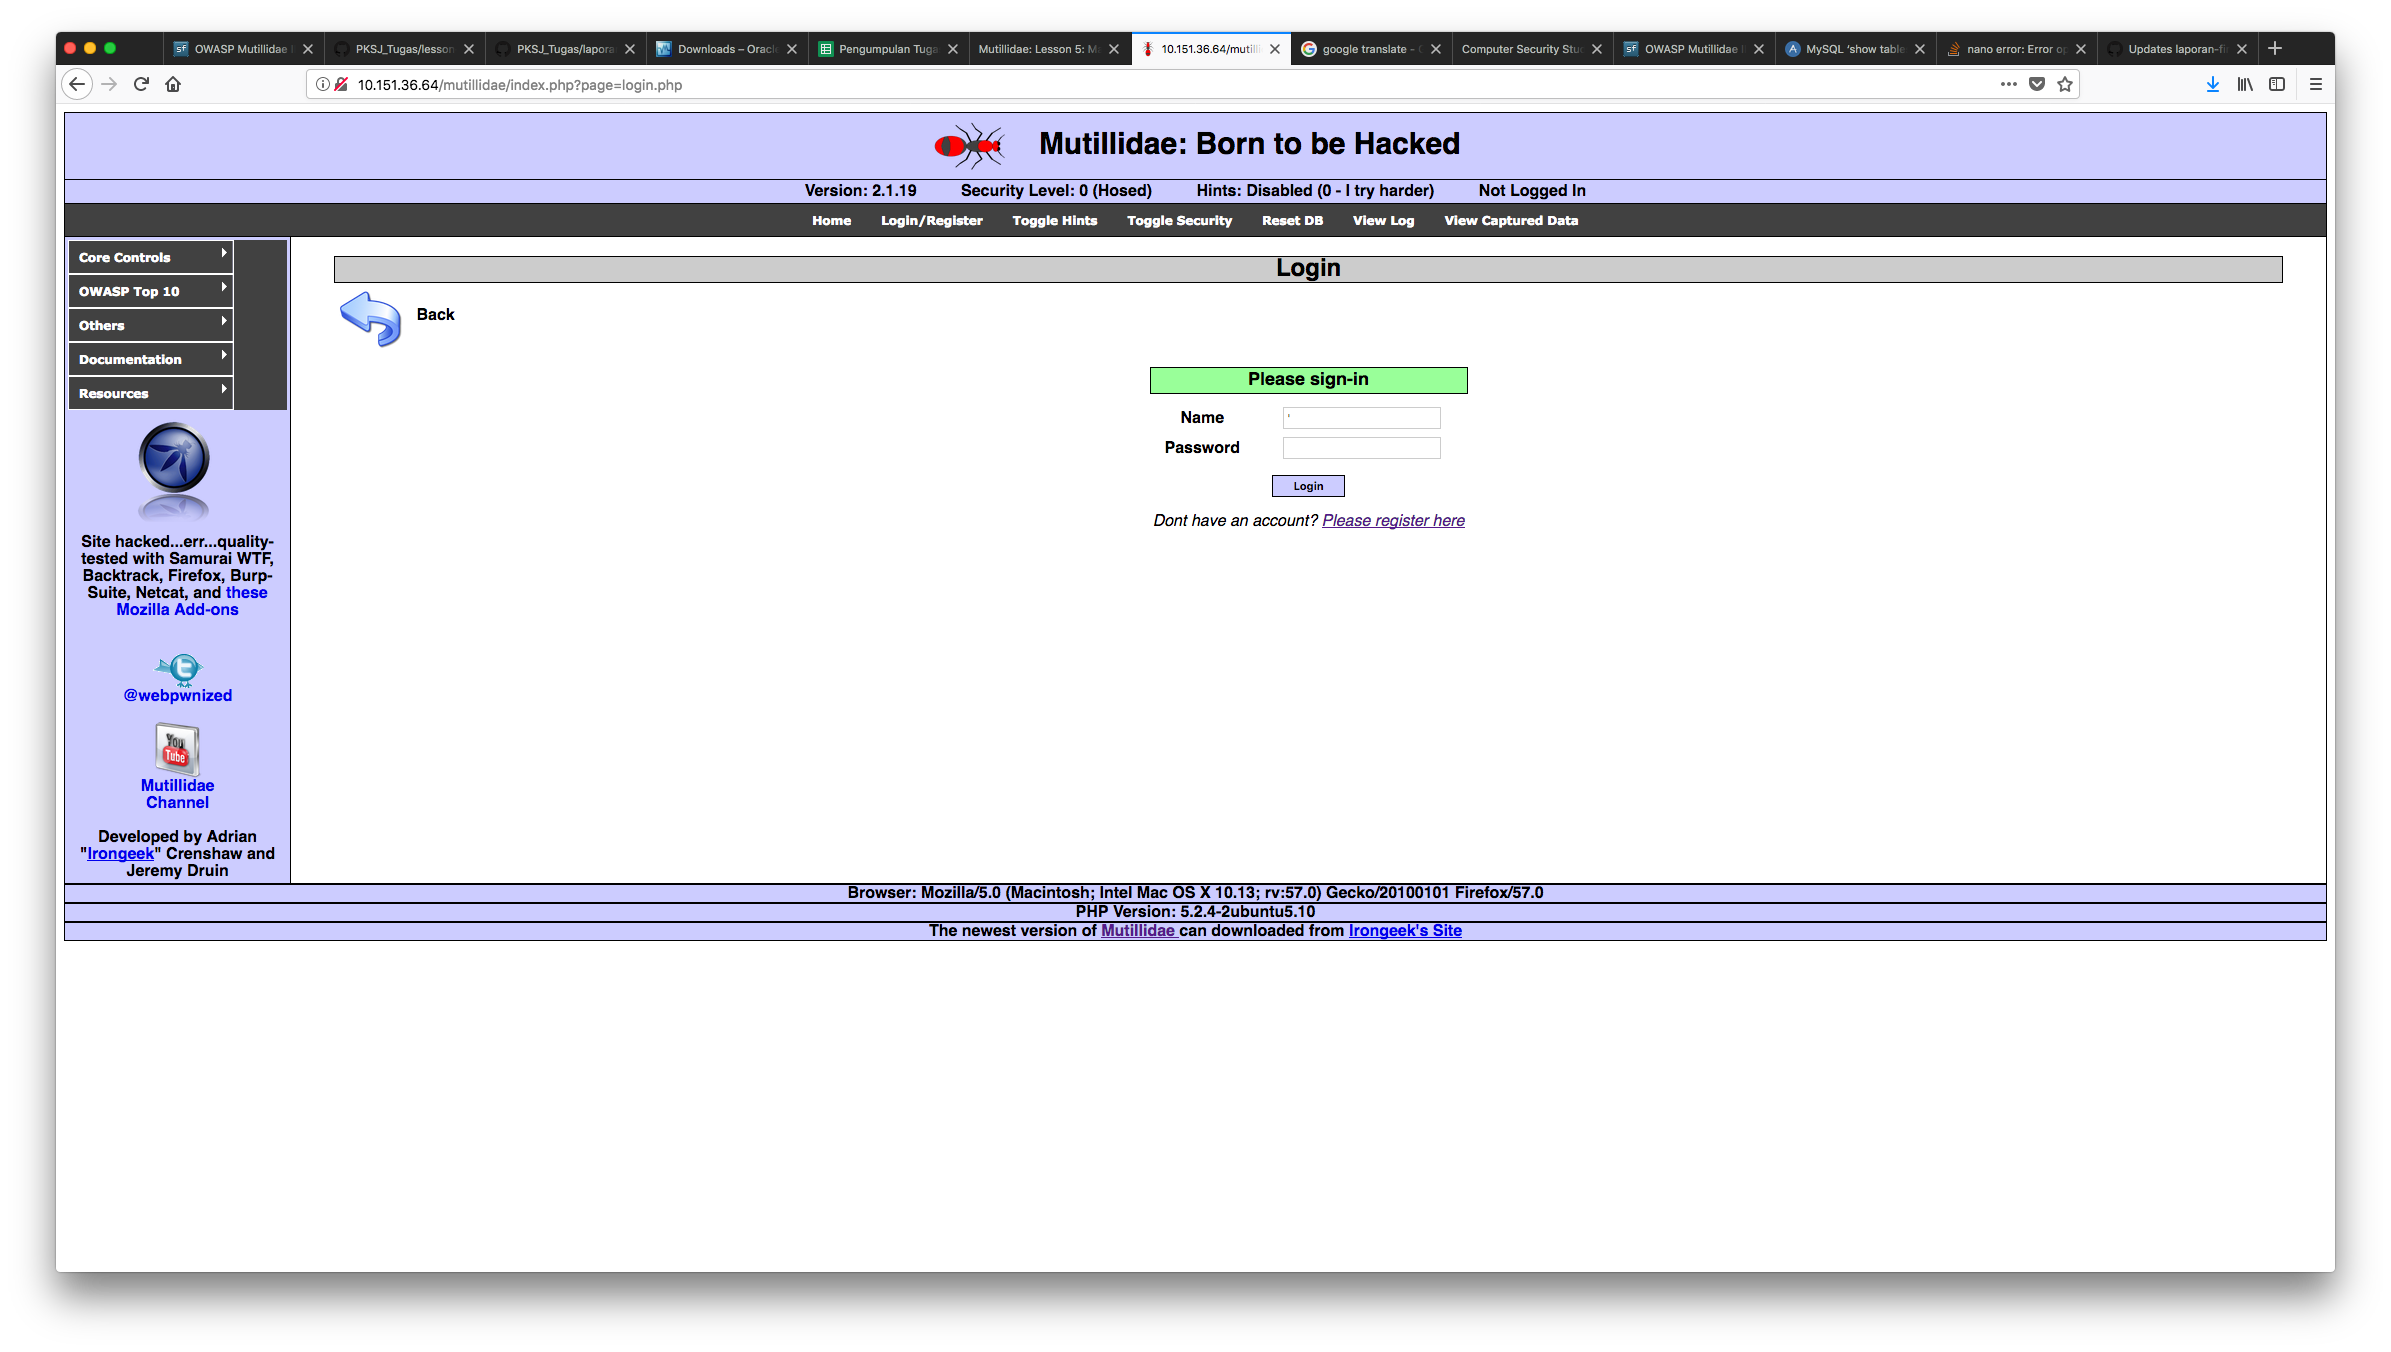 OWASP Mutillidae
PKSJ_Tugas/lesson
PKSJ_Tugas/lapora
Downloads – Oracle
Pengumpulan Tuga
Mutillidae: Lesson 5: M
10.151.36.64/mutilli
google translate -
Computer Security Stu
OWASP Mutillidae
MySQL 'show table
nano error: Error op
Updates laporan-fi
10.151.36.64/mutillidae/index.php?page=login.php
Mutillidae: Born to be Hacked
Version: 2.1.19 Security Level: 0 (Hosed) Hints: Disabled (0 - I try harder) Not Logged In
Home Login/Register Toggle Hints Toggle Security Reset DB View Log View Captured Data
Core Controls
OWASP Top 10
Others
Documentation
Resources
Site hacked...err...quality-
tested with Samurai WTF,
Backtrack, Firefox, Burp-
Suite, Netcat, and these
Mozilla Add-ons
@webpwnized
You
Tube
Mutillidae
Channel
Developed by Adrian
"Irongeek" Crenshaw and
Jeremy Druin
Login
Back
Please sign-in
Name '
Password
Login
Dont have an account? Please register here
Browser: Mozilla/5.0 (Macintosh; Intel Mac OS X 10.13; rv:57.0) Gecko/20100101 Firefox/57.0
PHP Version: 5.2.4-2ubuntu5.10
The newest version of Mutillidae can downloaded from Irongeek's Site